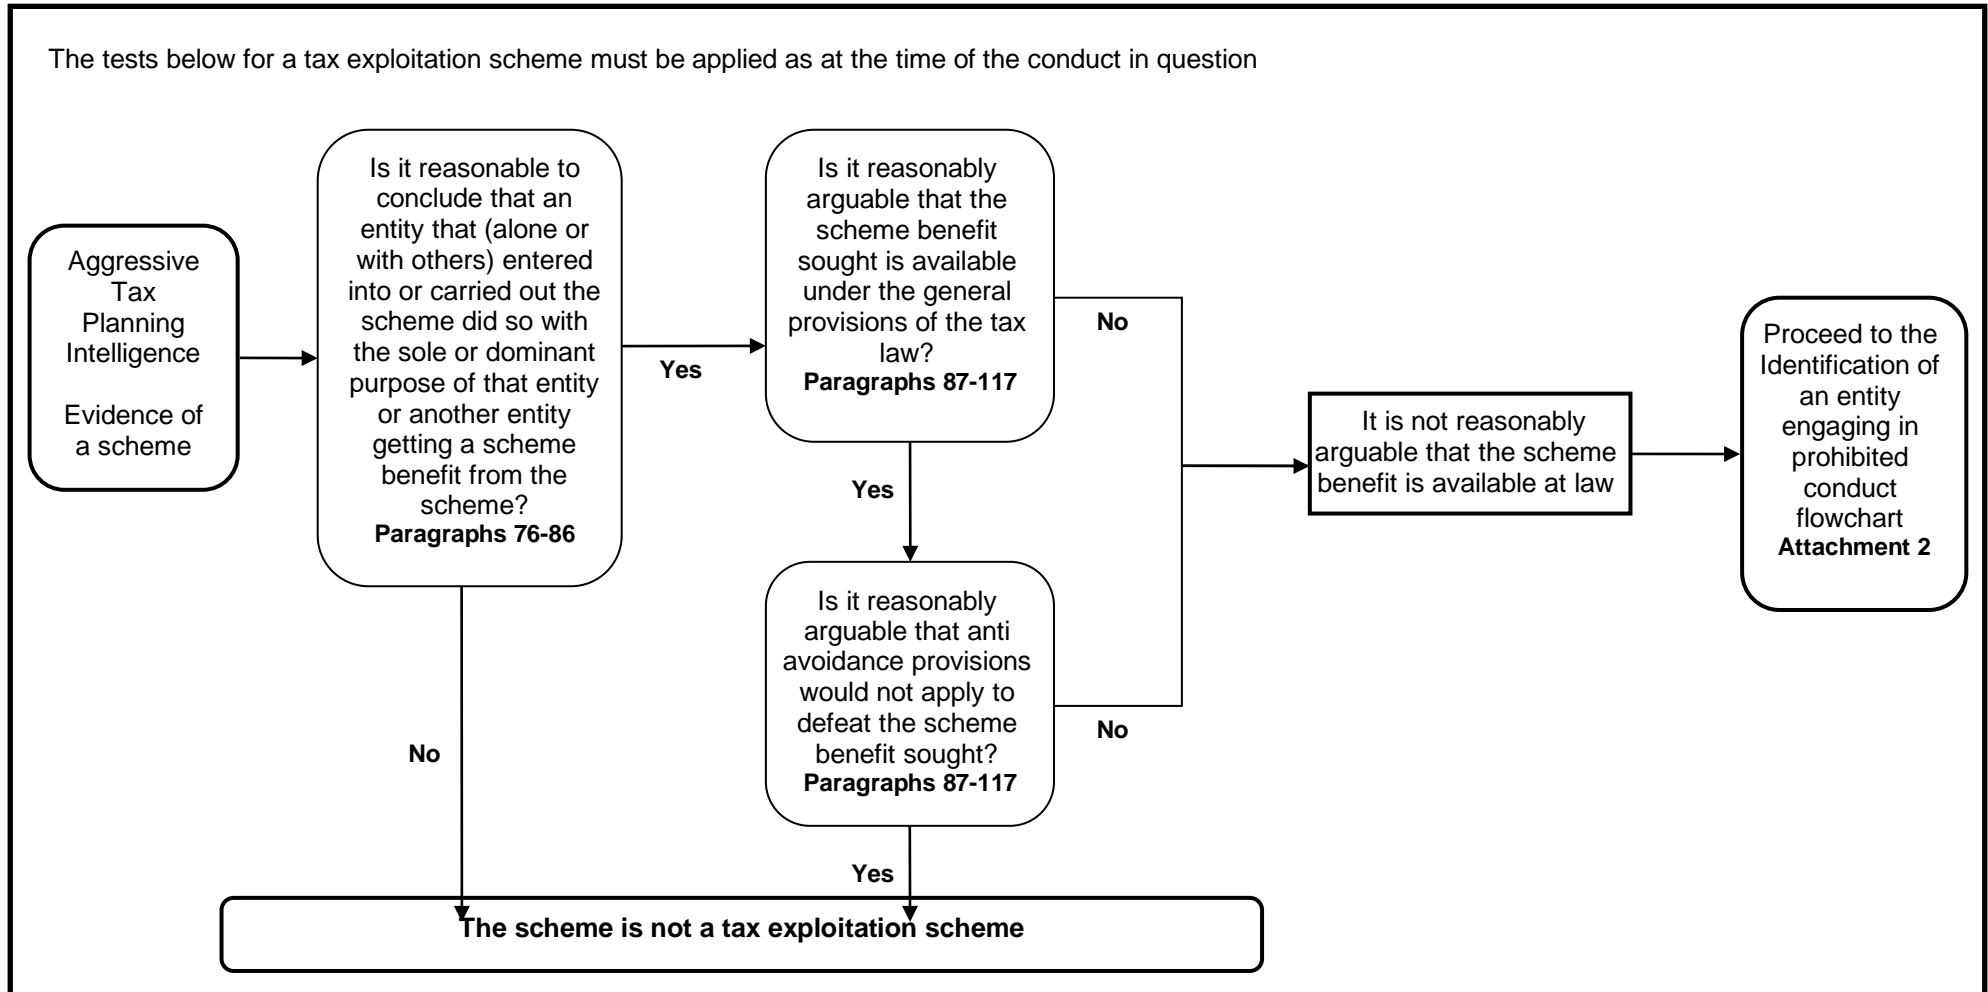 The tests below for a tax exploitation scheme must be applied as at the time of the conduct in question
Aggressive
Tax
Planning
Intelligence
Evidence of
a scheme
Is it reasonable to
conclude that an
entity that (alone or
with others) entered
into or carried out the
scheme did so with
the sole or dominant
purpose of that entity
or another entity
getting a scheme
benefit from the
scheme?
Paragraphs 76-86
Yes
No
Is it reasonably
arguable that the
scheme benefit
sought is available
under the general
provisions of the tax
law?
Paragraphs 87-117
No
Yes
Is it reasonably
arguable that anti
avoidance provisions
would not apply to
defeat the scheme
benefit sought?
Paragraphs 87-117
No
Yes
It is not reasonably
arguable that the scheme
benefit is available at law
Proceed to the
Identification of
an entity
engaging in
prohibited
conduct
flowchart
Attachment 2
The scheme is not a tax exploitation scheme